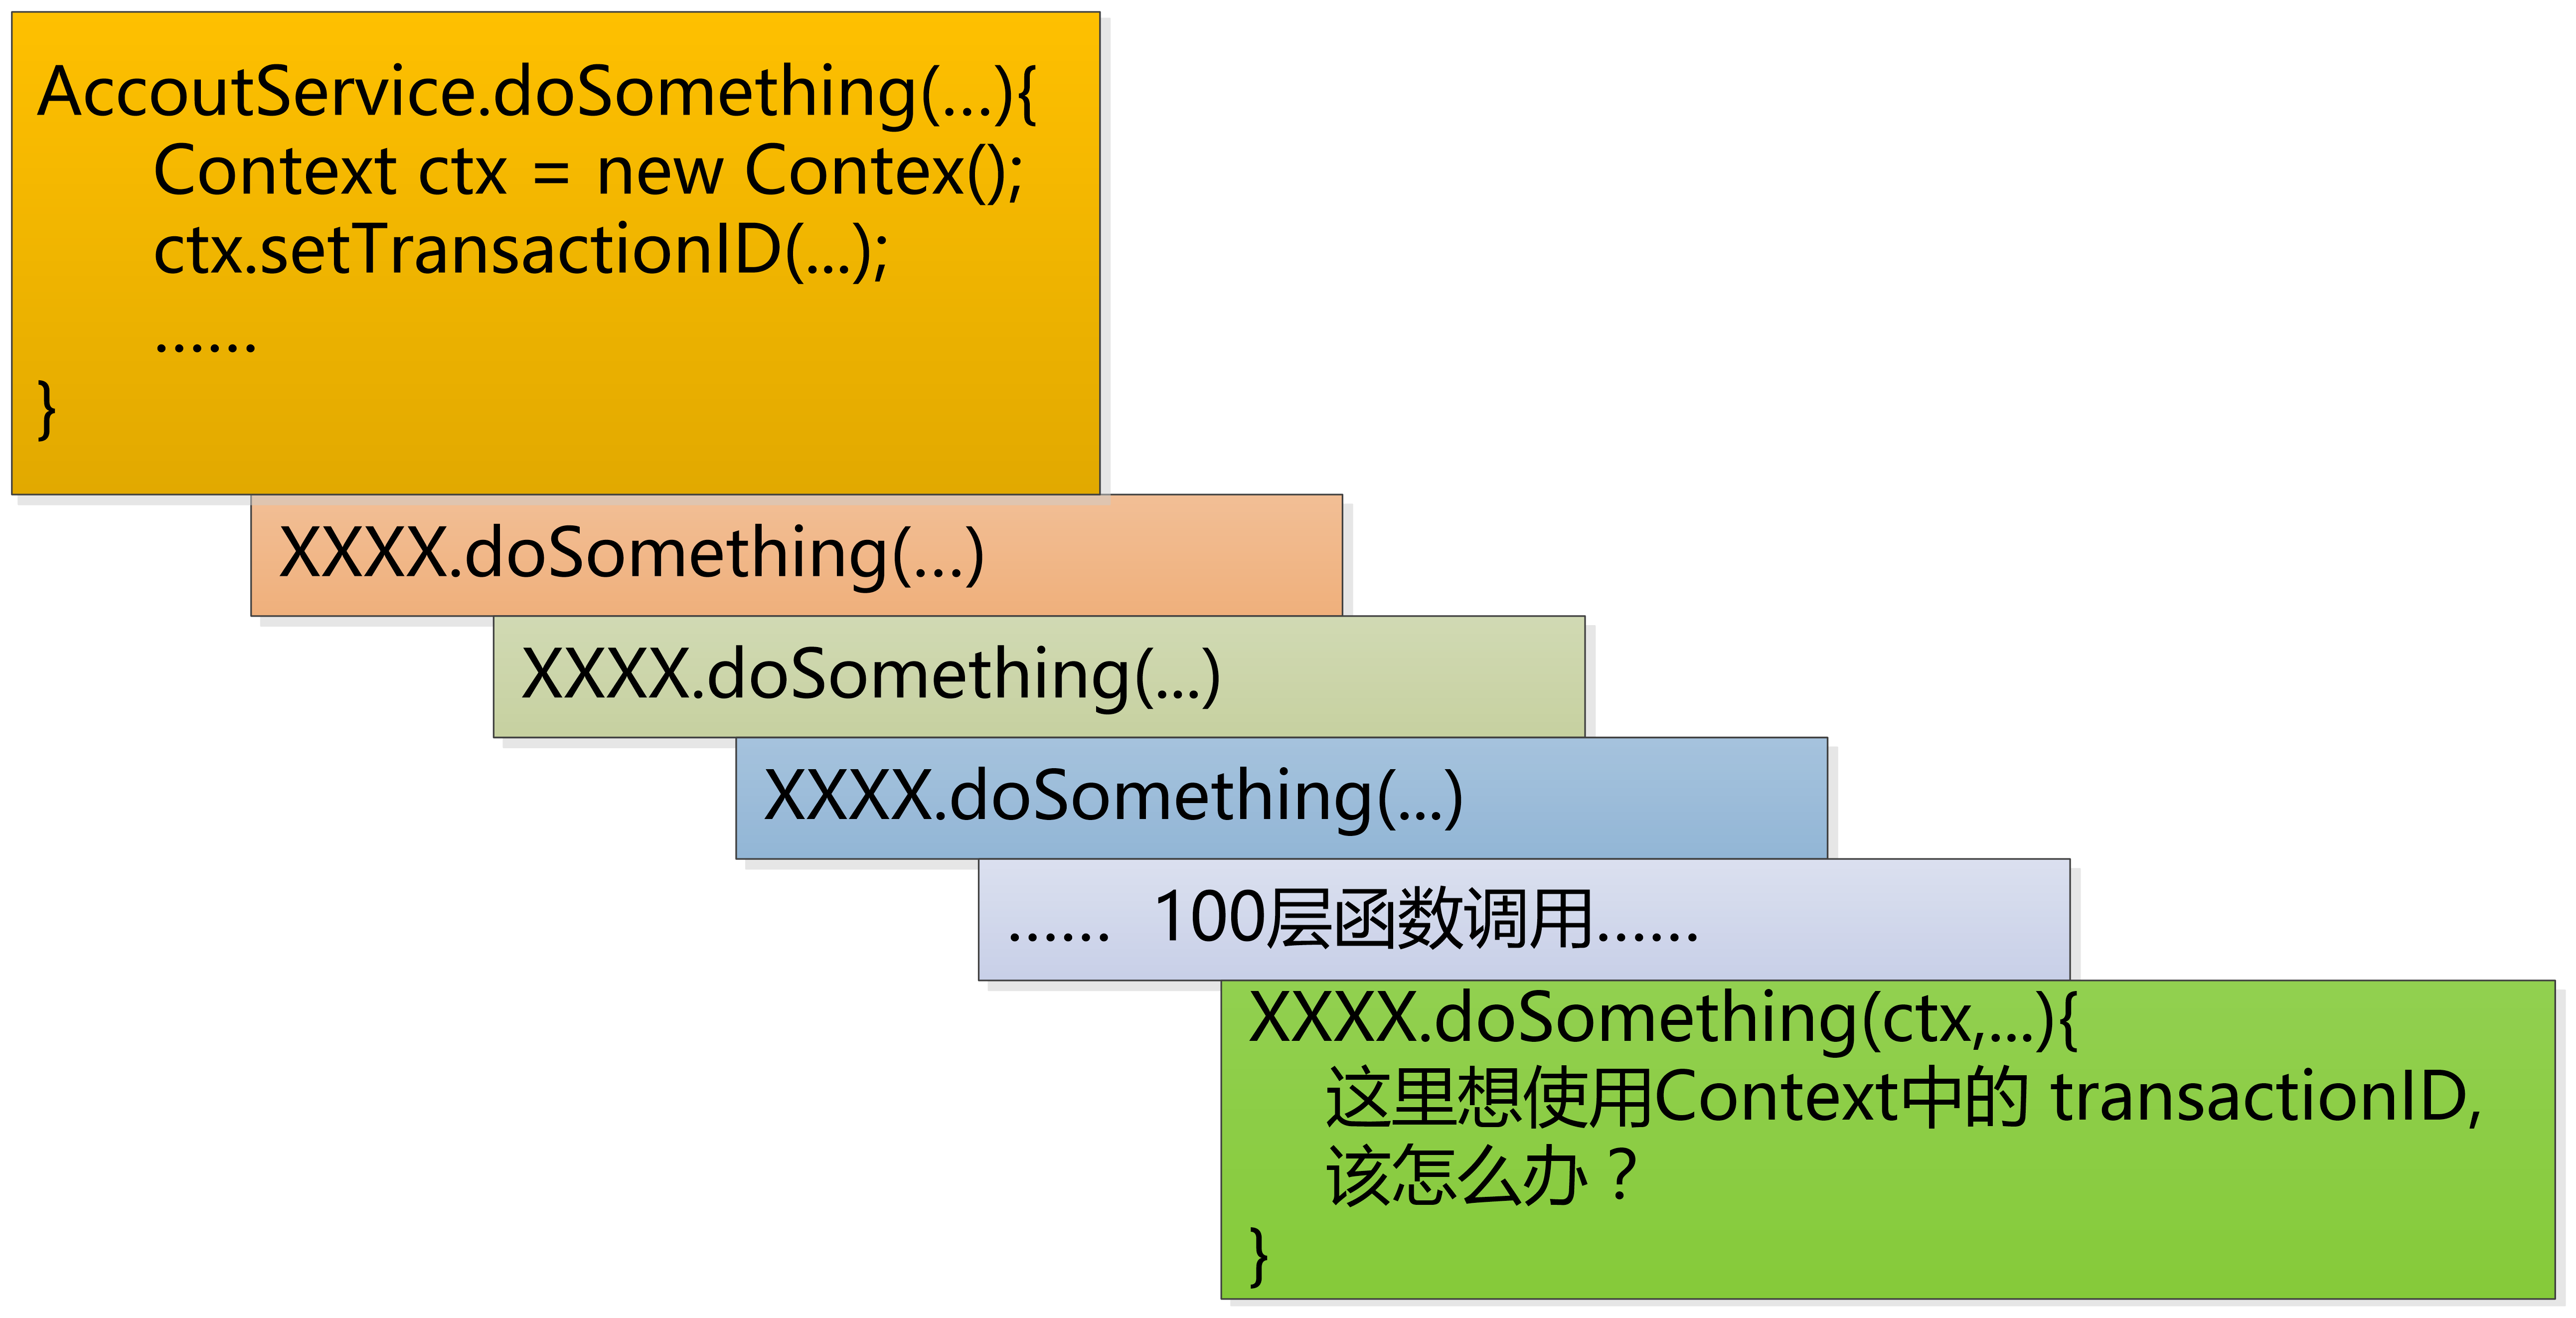 AccoutService.doSomething(...){
Context ctx = new Contex();
ctx.setTransactionID(...);
......
}
XXXX.doSomething(...)
XXXX.doSomething(...)
XXXX.doSomething(...)
...... 100层函数调用......
XXXX.doSomething(ctx,...){
这里想使用Context中的 transactionID,
该怎么办？
}